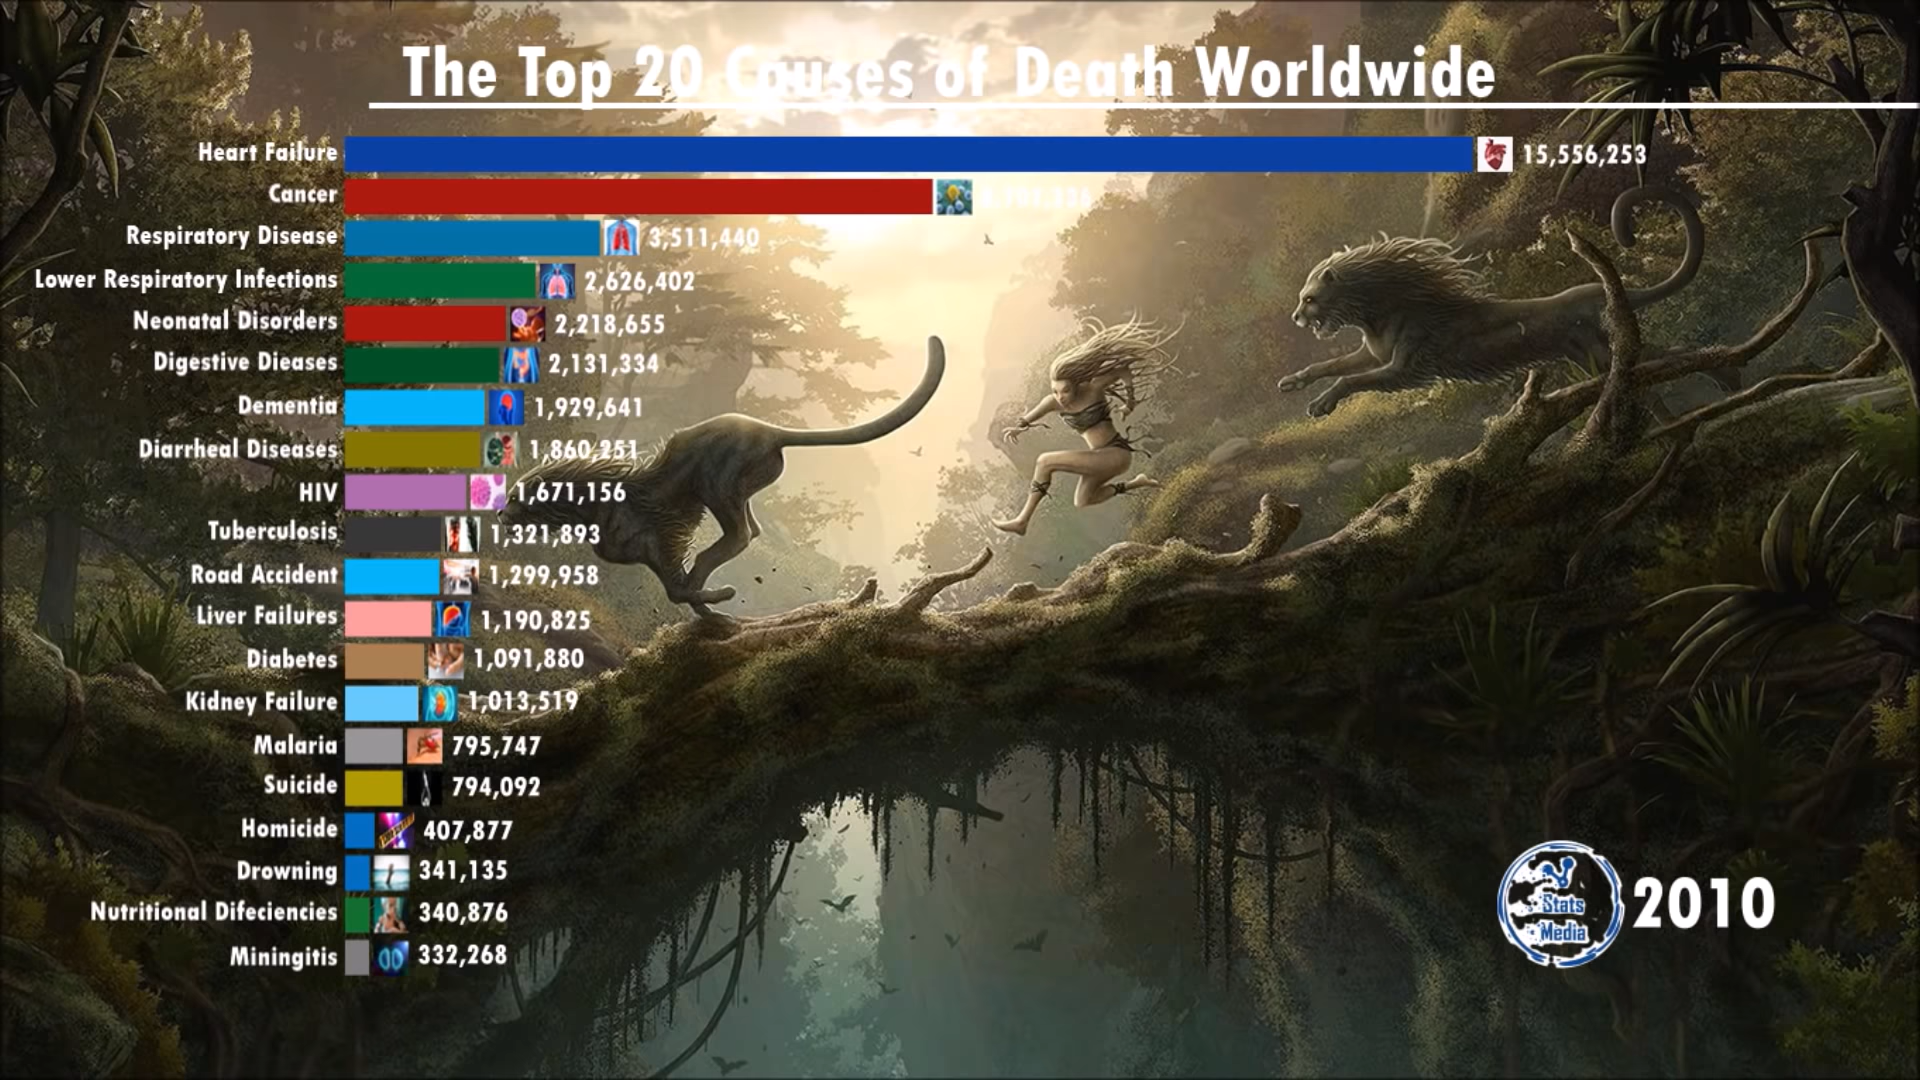 The Top 20 Causes of Death Worldwide
Heart Failure 15,556,253
Cancer
Respiratory Disease 3,511,440
Lower Respiratory Infections 2,626,402
Neonatal Disorders 2,218,655
Digestive Dieases 2,131,334
Dementia 1,929,641
Diarrheal Diseases 1,860,251
HIV 1,671,156
Tuberculosis 1,321,893
Road Accident 1,299,958
Liver Failures 1,190,825
Diabetes 1,091,880
Kidney Failure 1,013,519
Malaria 795,747
Suicide 794,092
Homicide 407,877
Drowning 341,135
Nutritional Difeciencies 340,876
Miningitis 332,268
Stats
Media
2010